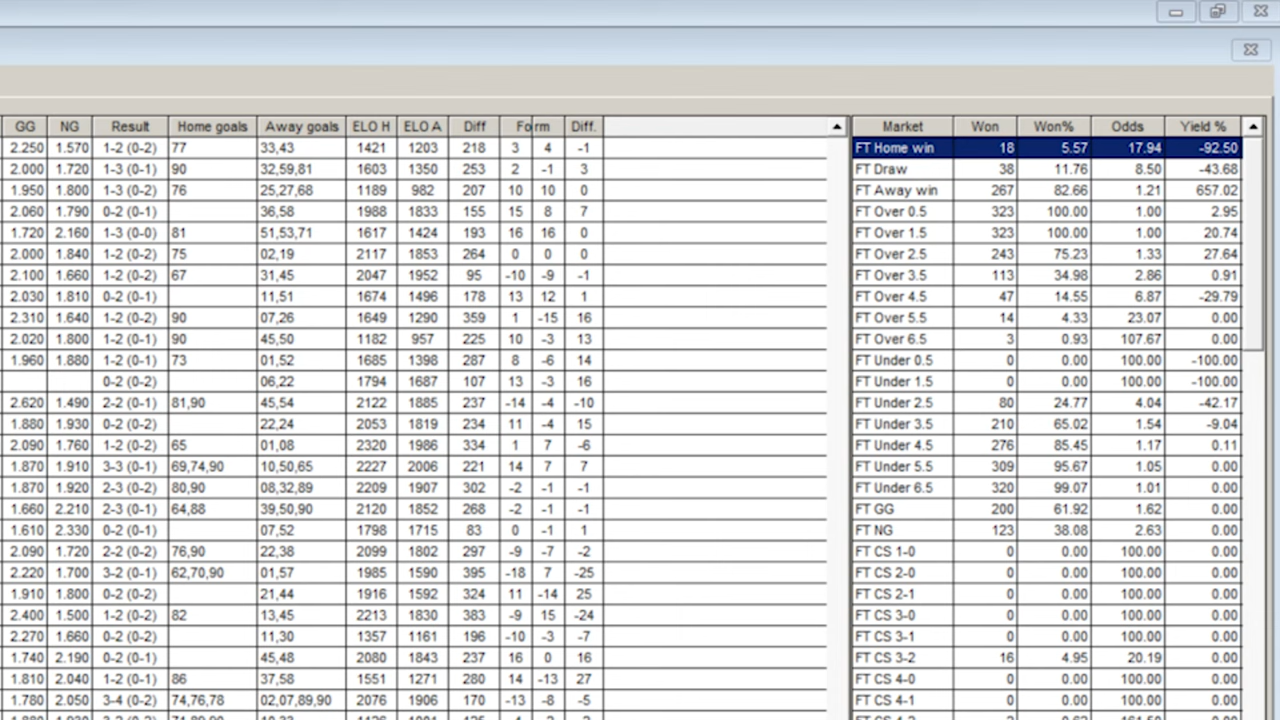 GG NG Result Home goals Away goals ELO H ELO A Diff Form Diff. Market Won Won% Odds Yield %
2.250 1.570 1-2 (0-2) 77 33,43 1421 1203 218 3 4 -1 FT Home win 18 5.57 17.94 -92.50
2.000 1.720 1-3 (0-1) 90 32,59,81 1603 1350 253 2 -1 3 FT Draw 38 11.76 8.50 -43.68
1.950 1.800 1-3 (0-2) 76 25,27,68 1189 982 207 10 10 0 FT Away win 267 82.66 1.21 657.02
2.060 1.790 0-2 (0-1) 36,58 1988 1833 155 15 8 7 FT Over 0.5 323 100.00 1.00 2.95
1.720 2.160 1-3 (0-0) 81 51,53,71 1617 1424 193 16 16 0 FT Over 1.5 323 100.00 1.00 20.74
2.000 1.840 1-2 (0-2) 75 02,19 2117 1853 264 0 0 0 FT Over 2.5 243 75.23 1.33 27.64
2.100 1.660 1-2 (0-2) 67 31,45 2047 1952 95 -10 -9 -1 FT Over 3.5 113 34.98 2.86 0.91
2.030 1.810 0-2 (0-1) 11,51 1674 1496 178 13 12 1 FT Over 4.5 47 14.55 6.87 -29.79
2.310 1.640 1-2 (0-2) 90 07,26 1649 1290 359 1 -15 16 FT Over 5.5 14 4.33 23.07 0.00
2.020 1.800 1-2 (0-1) 90 45,50 1182 957 225 10 -3 13 FT Over 6.5 3 0.93 107.67 0.00
1.960 1.880 1-2 (0-1) 73 01,52 1685 1398 287 8 -6 14 FT Under 0.5 0 0.00 100.00 -100.00
0-2 (0-2) 06,22 1794 1687 107 13 -3 16 FT Under 1.5 0 0.00 100.00 -100.00
2.620 1.490 2-2 (0-1) 81,90 45,54 2122 1885 237 -14 -4 -10 FT Under 2.5 80 24.77 4.04 -42.17
1.880 1.930 0-2 (0-2) 22,24 2053 1819 234 11 -4 15 FT Under 3.5 210 65.02 1.54 -9.04
2.090 1.760 1-2 (0-2) 65 01,08 2320 1986 334 1 7 -6 FT Under 4.5 276 85.45 1.17 0.11
1.870 1.910 3-3 (0-1) 69,74,90 10,50,65 2227 2006 221 14 7 7 FT Under 5.5 309 95.67 1.05 0.00
1.870 1.920 2-3 (0-2) 80,90 08,32,89 2209 1907 302 -2 -1 -1 FT Under 6.5 320 99.07 1.01 0.00
1.660 2.210 2-3 (0-1) 64,88 39,50,90 2120 1852 268 -2 -1 -1 FT GG 200 61.92 1.62 0.00
1.610 2.330 0-2 (0-1) 07,52 1798 1715 83 0 -1 1 FT NG 123 38.08 2.63 0.00
2.090 1.720 2-2 (0-2) 76,90 22,38 2099 1802 297 -9 -7 -2 FT CS 1-0 0 0.00 100.00 0.00
2.220 1.700 3-2 (0-1) 62,70,90 01,57 1985 1590 395 -18 7 -25 FT CS 2-0 0 0.00 100.00 0.00
1.910 1.800 0-2 (0-2) 21,44 1916 1592 324 11 -14 25 FT CS 2-1 0 0.00 100.00 0.00
2.400 1.500 1-2 (0-2) 82 13,45 2213 1830 383 -9 15 -24 FT CS 3-0 0 0.00 100.00 0.00
2.270 1.660 0-2 (0-2) 11,30 1357 1161 196 -10 -3 -7 FT CS 3-1 0 0.00 100.00 0.00
1.740 2.190 0-2 (0-1) 45,48 2080 1843 237 16 0 16 FT CS 3-2 16 4.95 20.19 0.00
1.810 2.040 1-2 (0-1) 86 37,58 1551 1271 280 14 -13 27 FT CS 4-0 0 0.00 100.00 0.00
1.780 2.050 3-4 (0-2) 74,76,78 02,07,89,90 2076 1906 170 -13 -8 -5 FT CS 4-1 0 0.00 100.00 0.00